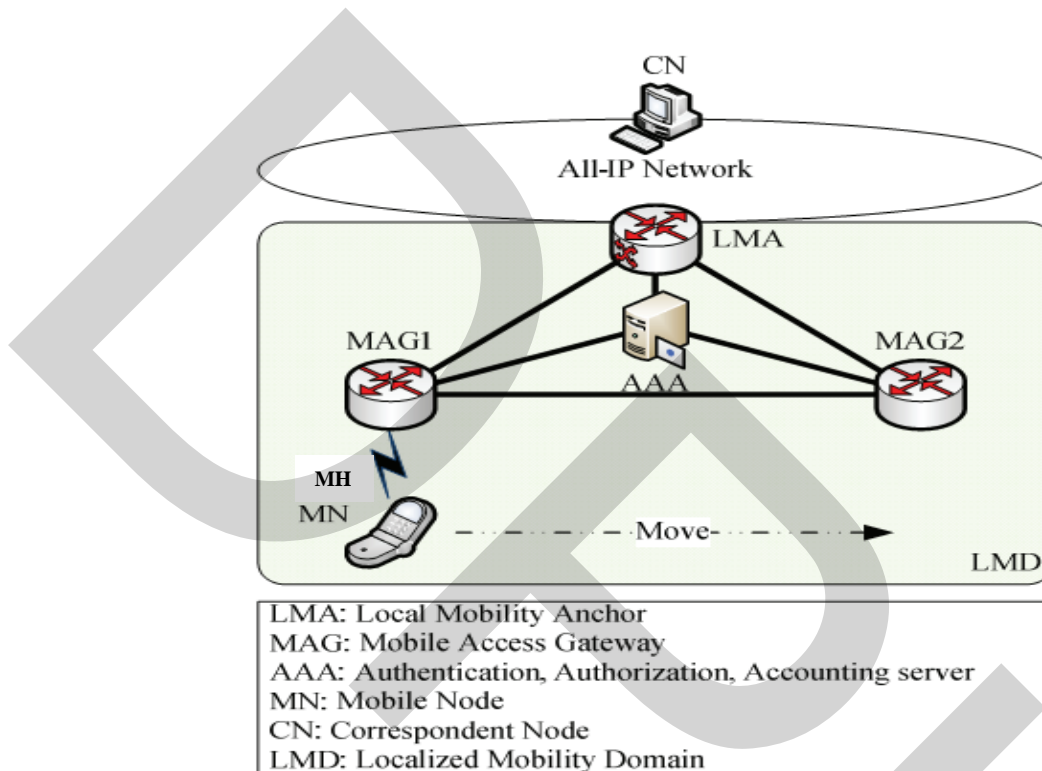 CN
All-IP Network
LMA
MAG1
MAG2
AAA
MH
MN
Move
LMD
LMA: Local Mobility Anchor
MAG: Mobile Access Gateway
AAA: Authentication, Authorization, Accounting server
MN: Mobile Node
CN: Correspondent Node
LMD: Localized Mobility Domain